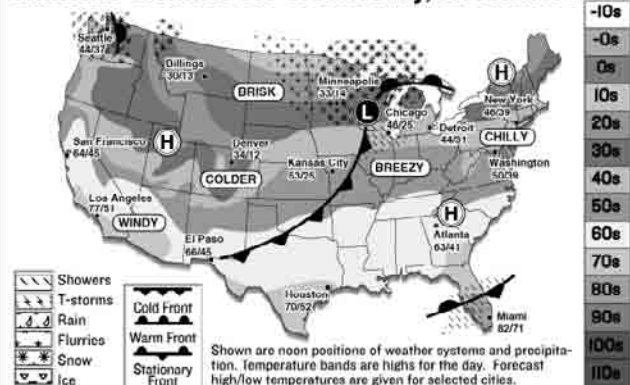 Seattle
44/37
Billings
30/13
BRISK
Minneapolis
33/14
L
H
New York
46/39
Chicago
46/25
Detroit
44/31
CHILLY
San Francisco
64/45
H
Denver
34/12
Kansas City
53/25
BREEZY
Washington
50/39
COLDER
Los Angeles
77/51
WINDY
H
Atlanta
63/41
El Paso
66/45
Houston
70/52
Miami
82/71
Showers
T-storms
Rain
Flurries
Snow
Ice
Cold Front
Warm Front
Stationary
Front
Shown are noon positions of weather systems and precipita-
tion. Temperature bands are highs for the day. Forecast
high/low temperatures are given for selected cities.
-10s
-0s
0s
10s
20s
30s
40s
50s
60s
70s
80s
90s
100s
110s